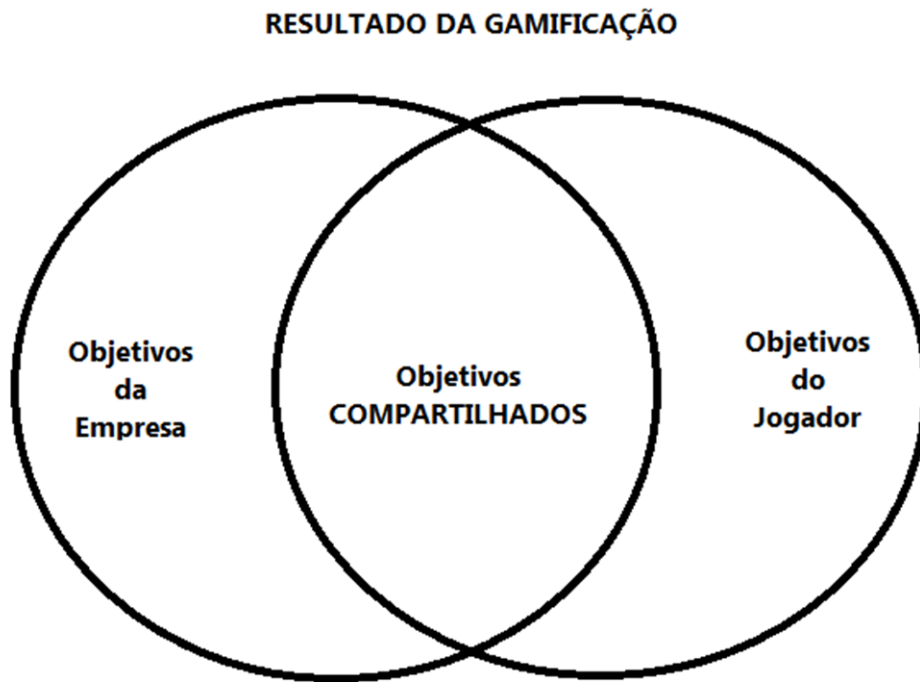 RESULTADO DA GAMIFICAÇÃO
Objetivos
da
Empresa
Objetivos
COMPARTILHADOS
Objetivos
do
Jogador